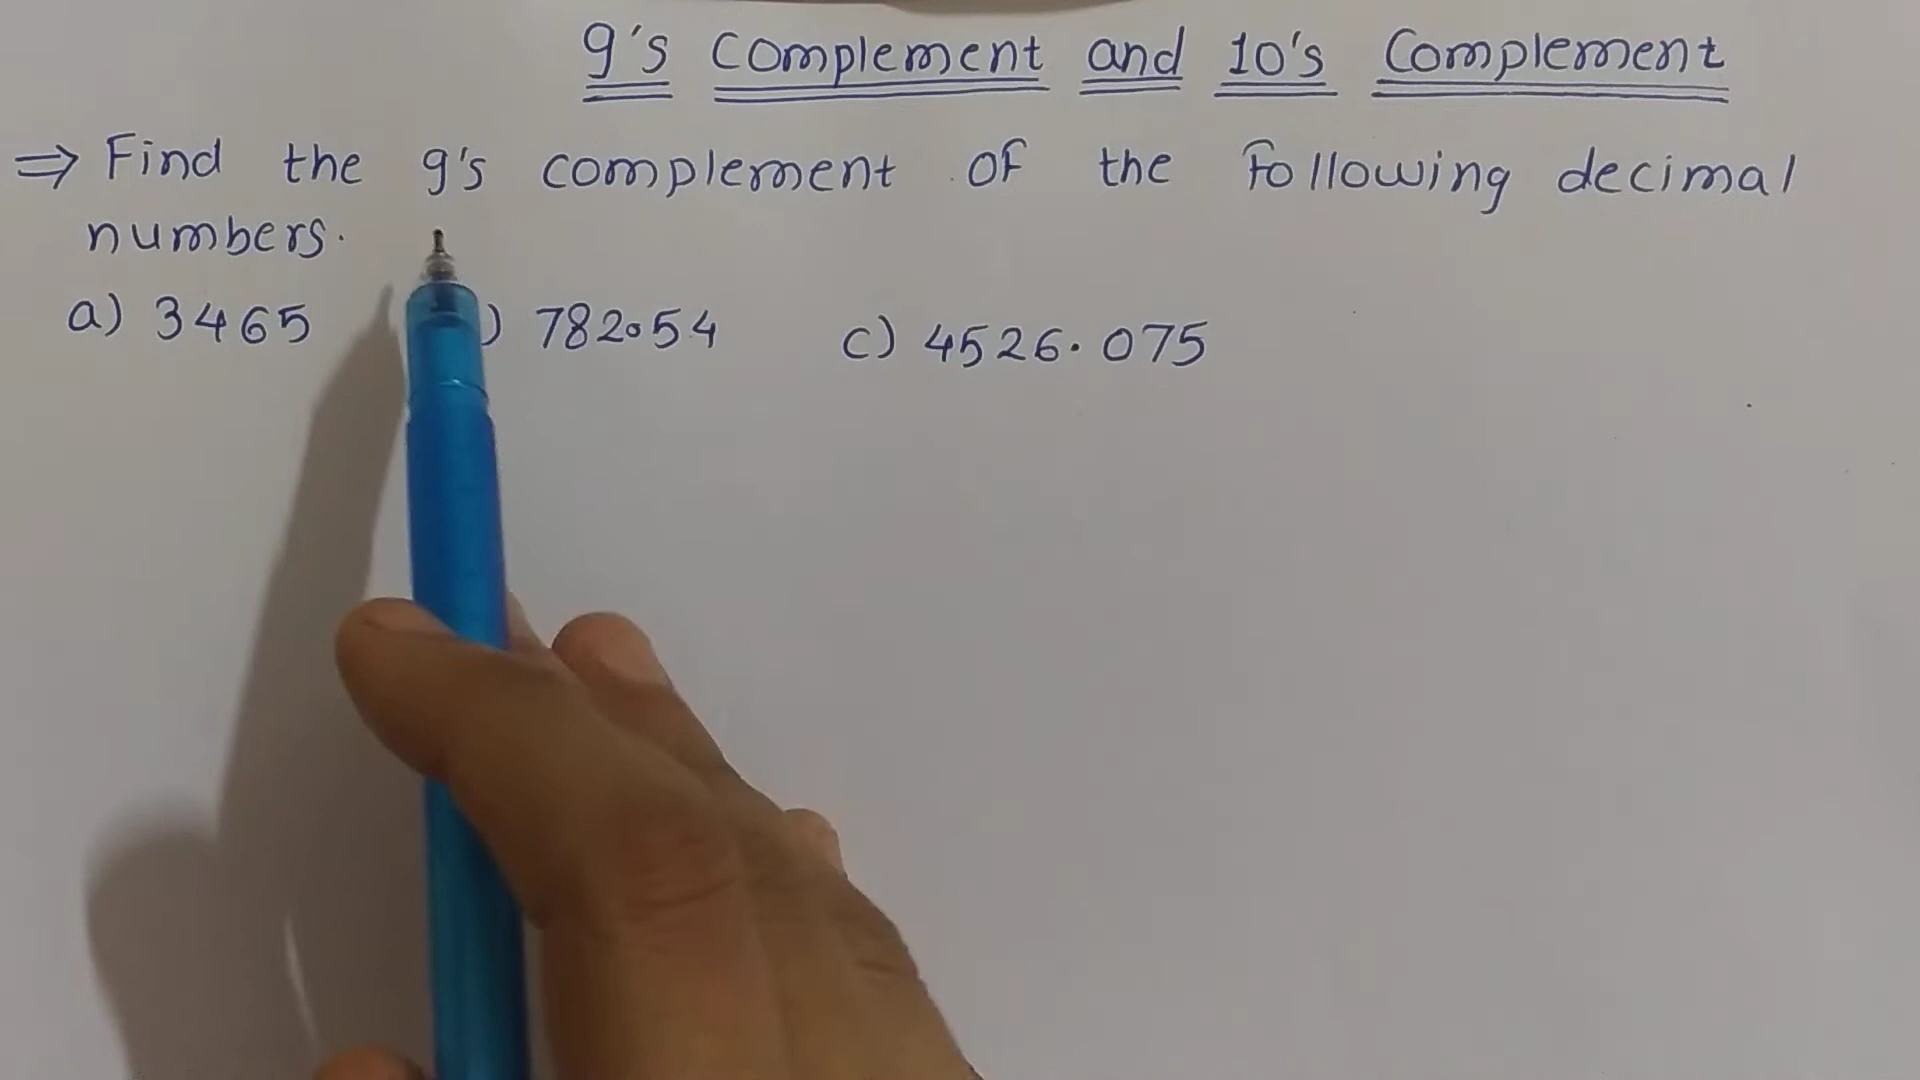 9's Complement and 10's Complement
⇒ Find the 9's complement of the Following decimal
numbers.
a) 3465 ) 782.54 c) 4526.075